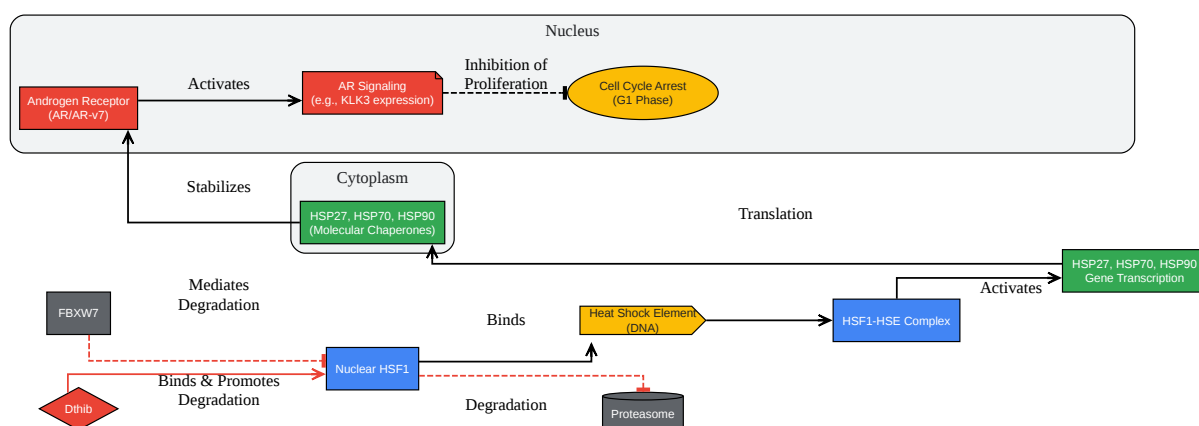 Nucleus
Inhibition of
Proliferation
Activates
Androgen Receptor
(AR/AR-v7)
AR Signaling
(e.g., KLK3 expression)
Cell Cycle Arrest
(G1 Phase)
Cytoplasm
Stabilizes
HSP27, HSP70, HSP90
(Molecular Chaperones)
Translation
HSP27, HSP70, HSP90
Gene Transcription
Activates
Mediates
Degradation
FBXW7
Binds
Heat Shock Element
(DNA)
HSF1-HSE Complex
Nuclear HSF1
Binds & Promotes
Degradation
Dthib
Degradation
Proteasome